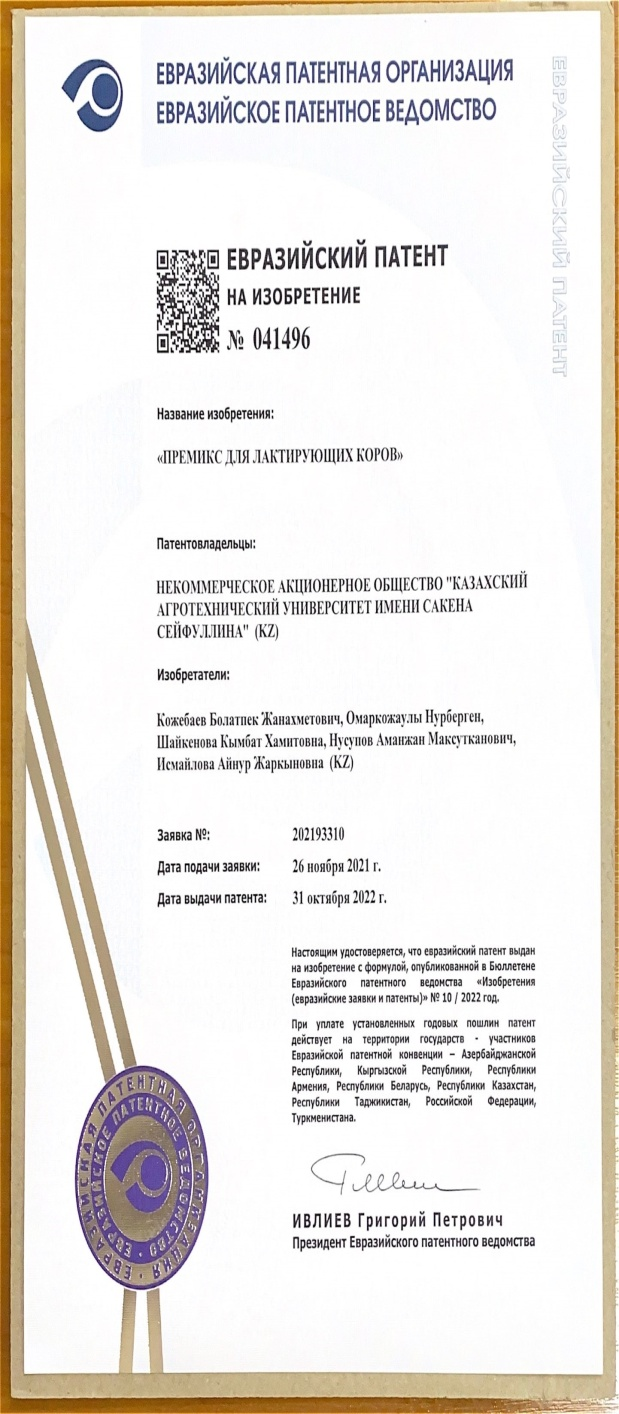 ЕВРАЗИЙСКАЯ ПАТЕНТНАЯ ОРГАНИЗАЦИЯ
ЕВРАЗИЙСКОЕ ПАТЕНТНОЕ ВЕДОМСТВО
ЕВРАЗИЙСКИЙ ПАТЕНТ
ЕВРАЗИЙСКИЙ ПАТЕНТ
НА ИЗОБРЕТЕНИЕ
№ 041496
Название изобретения:
«ПРЕМИКС ДЛЯ ЛАКТИРУЮЩИХ КОРОВ»
Патентовладельцы:
НЕКОММЕРЧЕСКОЕ АКЦИОНЕРНОЕ ОБЩЕСТВО "КАЗАХСКИЙ
АГРОТЕХНИЧЕСКИЙ УНИВЕРСИТЕТ ИМЕНИ САКЕНА
СЕЙФУЛЛИНА" (KZ)
Изобретатели:
Кожебаев Болатпек Жанахметович, Омаркожаулы Нурберген,
Шайкенова Кымбат Хамитовна, Нусупов Аманжан Максутканович,
Исмайлова Айнур Жаркыновна (KZ)
Заявка №: 202193310
Дата подачи заявки: 26 ноября 2021 г.
Дата выдачи патента: 31 октября 2022 г.
Настоящим удостоверяется, что евразийский патент выдан
на изобретение с формулой, опубликованной в Бюллетене
Евразийского патентного ведомства «Изобретения
(евразийские заявки и патенты)» № 10 / 2022 год.
При уплате установленных годовых пошлин патент
действует на территории государств - участников
Евразийской патентной конвенции – Азербайджанской
Республики, Кыргызской Республики, Республики
Армения, Республики Беларусь, Республики Казахстан,
Республики Таджикистан, Российской Федерации,
Туркменистана.
ЕВРАЗИЙСКАЯ ПАТЕНТНАЯ ОРГАНИЗАЦИЯ
ЕВРАЗИЙСКОЕ ПАТЕНТНОЕ ВЕДОМСТВО
ИВЛИЕВ Григорий Петрович
Президент Евразийского патентного ведомства